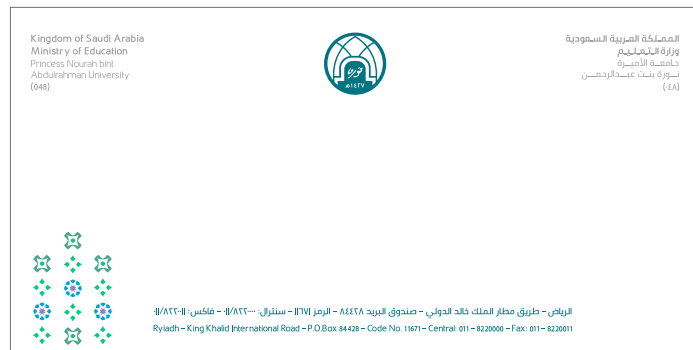 Kingdom of Saudi Arabia
Ministry of Education
Princess Nourah bint
Abdulrahman University
(048)
نورة
١٤٢٧هـ
المملكة العربية السعودية
وزارة التعليم
جامعة الأميرة
نورة بنت عبدالرحمن
(٠٤٨)
الرياض – طريق مطار الملك خالد الدولي – صندوق البريد ٨٤٤٢٨ – الرمز ١١٦٧١ – سنترال: ٠١١/٨٢٢٠٠٠٠ – فاكس: ٠١١/٨٢٢٠٠١١
Ryiadh – King Khalid International Road – P.O.Box 84428 – Code No. 11671 – Central: 011 – 8220000 – Fax: 011 – 8220011